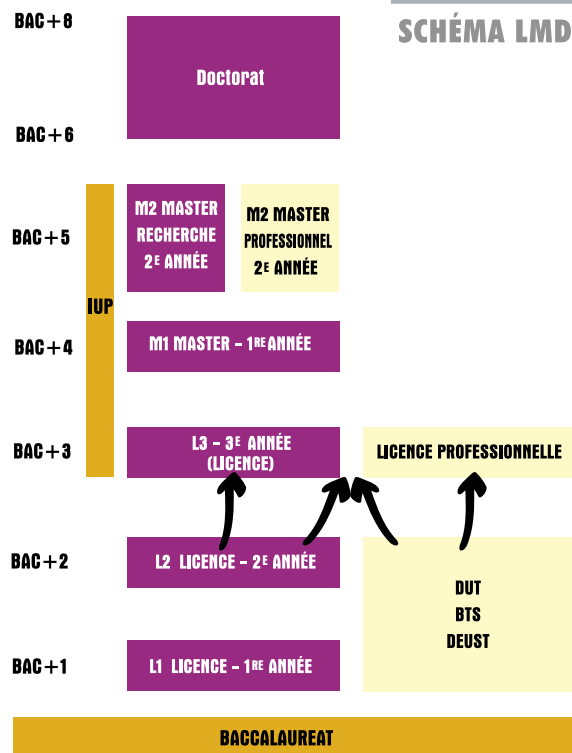 SCHÉMA LMD
BAC+8
Doctorat
BAC+6
BAC+5
M2 MASTER
RECHERCHE
2E ANNÉE
M2 MASTER
PROFESSIONNEL
2E ANNÉE
IUP
BAC+4
M1 MASTER – 1RE ANNÉE
BAC+3
L3 – 3E ANNÉE
(LICENCE)
LICENCE PROFESSIONNELLE
BAC+2
L2 LICENCE – 2E ANNÉE
DUT
BTS
DEUST
BAC+1
L1 LICENCE – 1RE ANNÉE
BACCALAUREAT